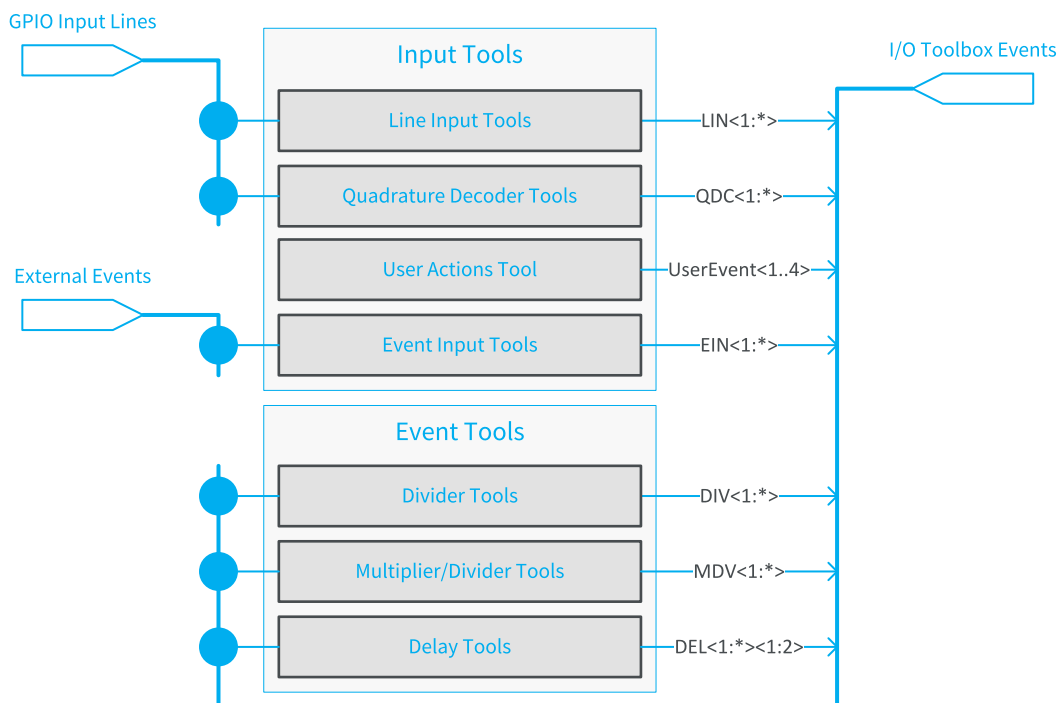 GPIO Input Lines
Input Tools
I/O Toolbox Events
Line Input Tools
LIN<1:*>
Quadrature Decoder Tools
QDC<1:*>
User Actions Tool
UserEvent<1..4>
External Events
Event Input Tools
EIN<1:*>
Event Tools
Divider Tools
DIV<1:*>
Multiplier/Divider Tools
MDV<1:*>
Delay Tools
DEL<1:*><1:2>